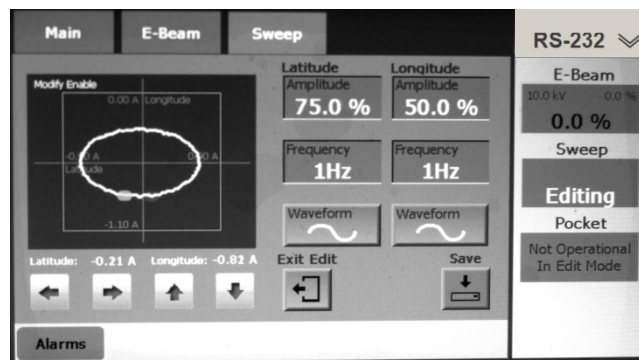 Main
E-Beam
Sweep
RS-232
Modify Enable
0.00 A Longitude
0.00 A
Latitude
-1.10 A
Latitude: -0.21 A Longitude: -0.82 A
Latitude
Amplitude
75.0 %
Frequency
1Hz
Waveform
Longitude
Amplitude
50.0 %
Frequency
1Hz
Waveform
Exit Edit
Save
E-Beam
10.0 kV 0.0 %
0.0 %
Sweep
Editing
Pocket
Not Operational
In Edit Mode
Alarms